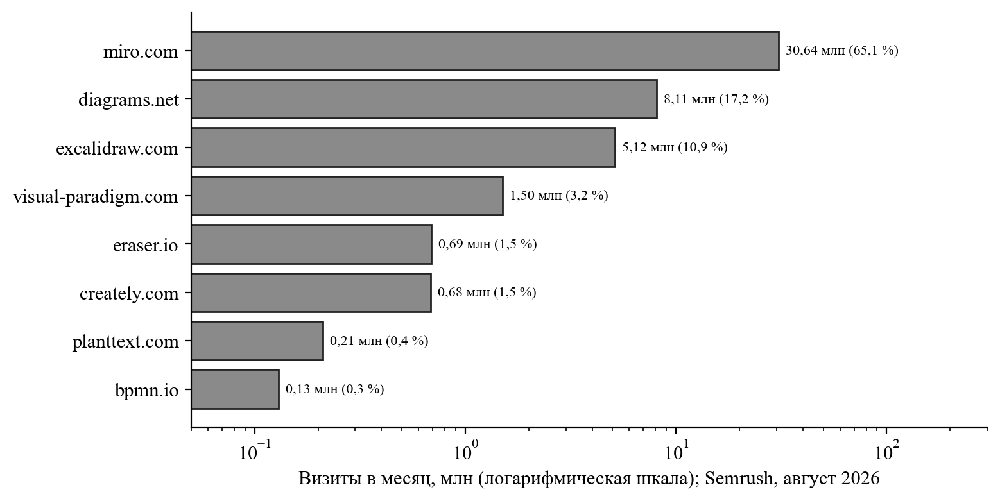 miro.com 30,64 млн (65,1 %)
diagrams.net 8,11 млн (17,2 %)
excalidraw.com 5,12 млн (10,9 %)
visual-paradigm.com 1,50 млн (3,2 %)
eraser.io 0,69 млн (1,5 %)
creately.com 0,68 млн (1,5 %)
planttext.com 0,21 млн (0,4 %)
bpmn.io 0,13 млн (0,3 %)
10⁻¹ 10⁰ 10¹ 10²
Визиты в месяц, млн (логарифмическая шкала); Semrush, август 2026